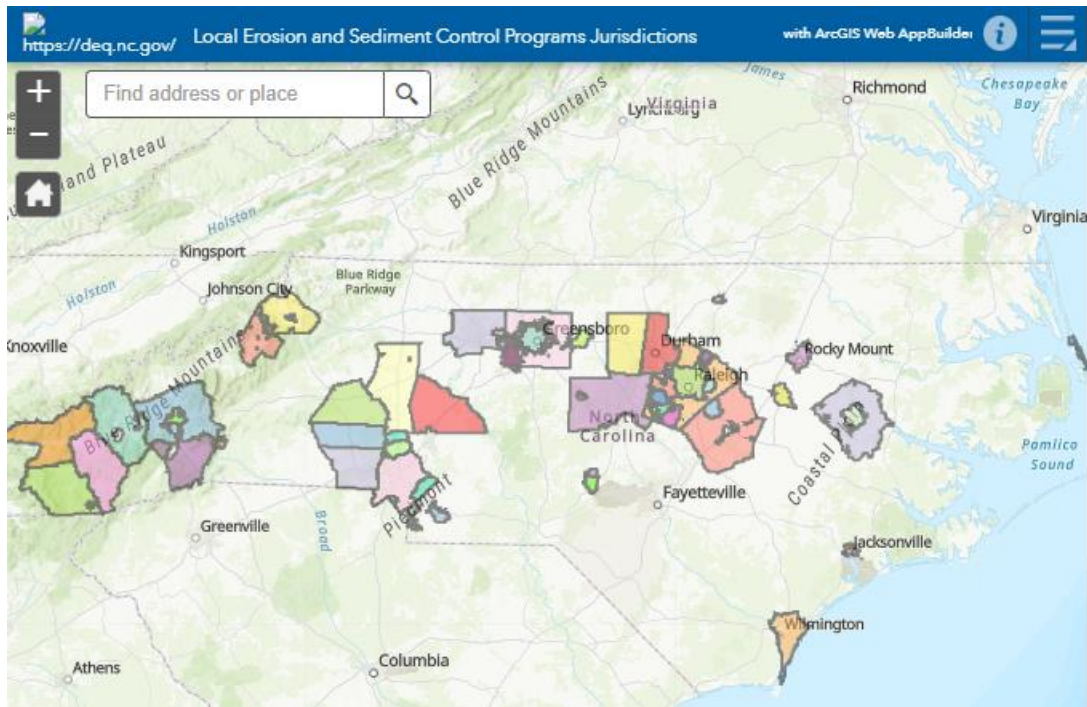 https://deq.nc.gov/ Local Erosion and Sediment Control Programs Jurisdictions with ArcGIS Web AppBuilder
+
Find address or place
−
James
Richmond
Chesapeake
Bay
Lynchburg
Virginia
Blue Ridge Mountains
land Plateau
Holston
Virginia
Kingsport
Blue Ridge
Parkway
Holston
Johnson City
Knoxville
Greensboro
Durham
Rocky Mount
Blue Ridge Mountains
Raleigh
North
Carolina
Coastal
Pamlico
Sound
Piedmont
Fayetteville
Greenville
Broad
Jacksonville
Wilmington
Athens
Columbia